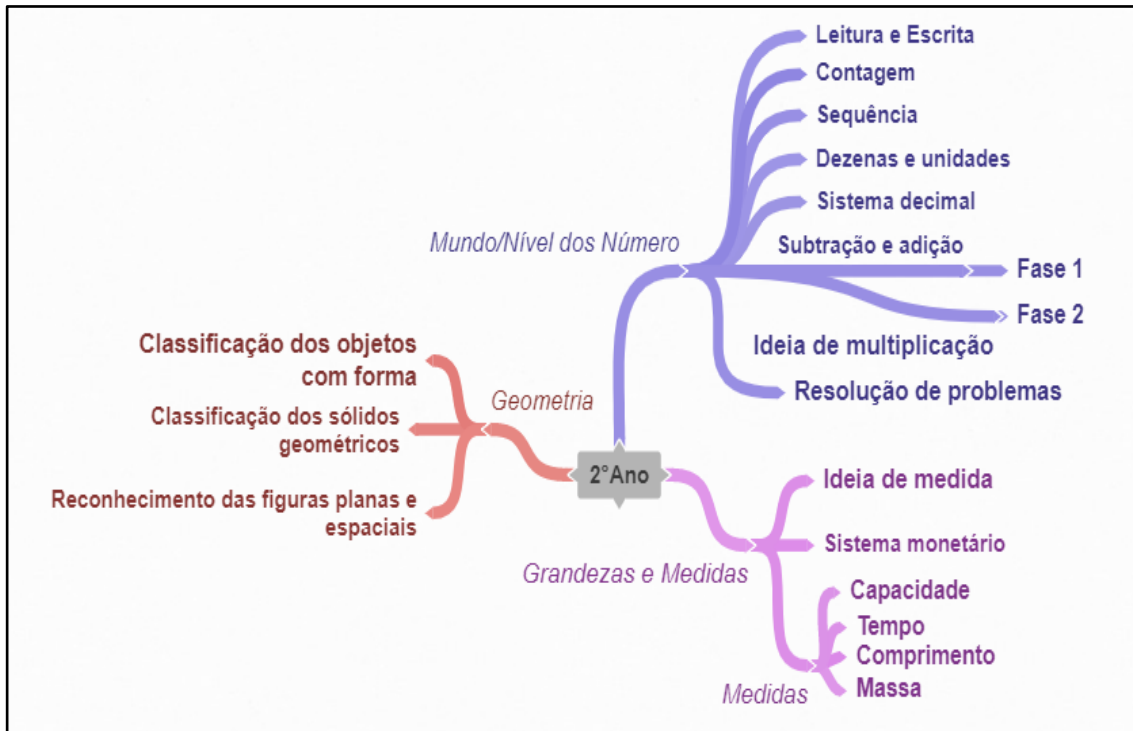 Leitura e Escrita
Contagem
Sequência
Dezenas e unidades
Sistema decimal
Mundo/Nível dos Número
Subtração e adição
Fase 1
Fase 2
Ideia de multiplicação
Resolução de problemas
Classificação dos objetos
com forma
Geometria
Classificação dos sólidos
geométricos
Reconhecimento das figuras planas e
espaciais
2°Ano
Ideia de medida
Sistema monetário
Grandezas e Medidas
Capacidade
Tempo
Comprimento
Massa
Medidas